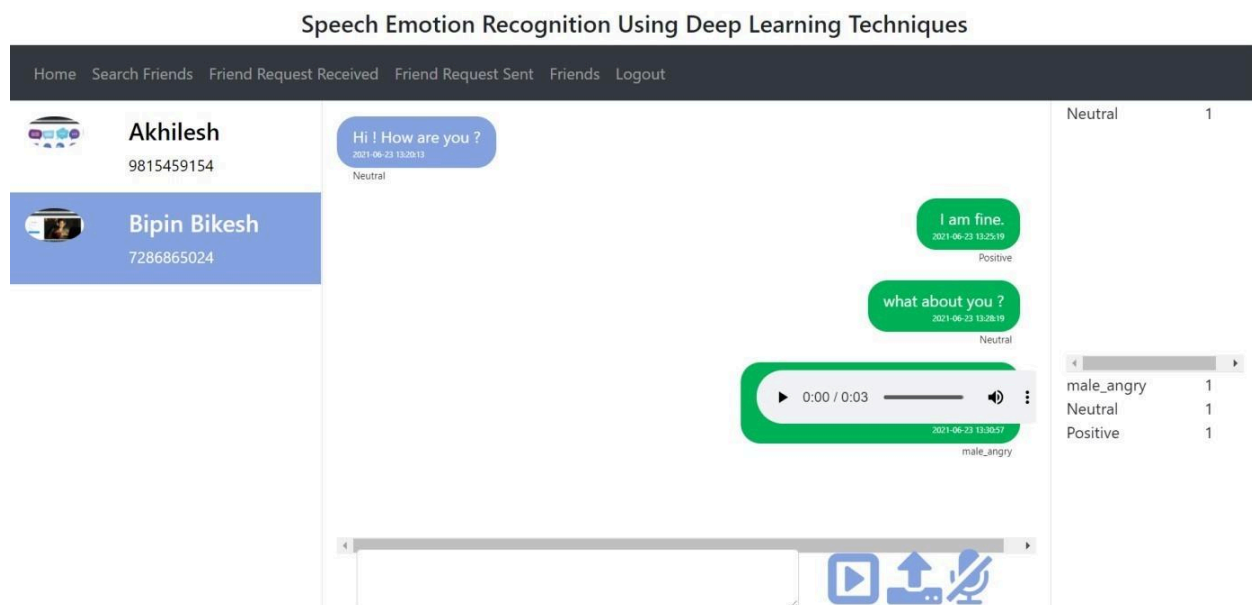 Speech Emotion Recognition Using Deep Learning Techniques
Home Search Friends Friend Request Received Friend Request Sent Friends Logout
Akhilesh
9815459154
Bipin Bikesh
7286865024
Hi ! How are you ?
2021-06-23 13:20:13
Neutral
I am fine.
2021-06-23 13:25:19
Positive
what about you ?
2021-06-23 13:28:19
Neutral
0:00 / 0:03
2021-06-23 13:30:57
male_angry
Neutral 1
male_angry 1
Neutral 1
Positive 1